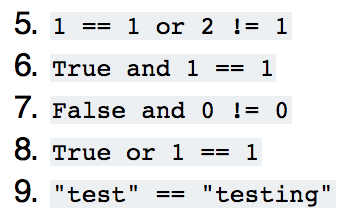 5. 1 == 1 or 2 != 1
6. True and 1 == 1
7. False and 0 != 0
8. True or 1 == 1
9. "test" == "testing"